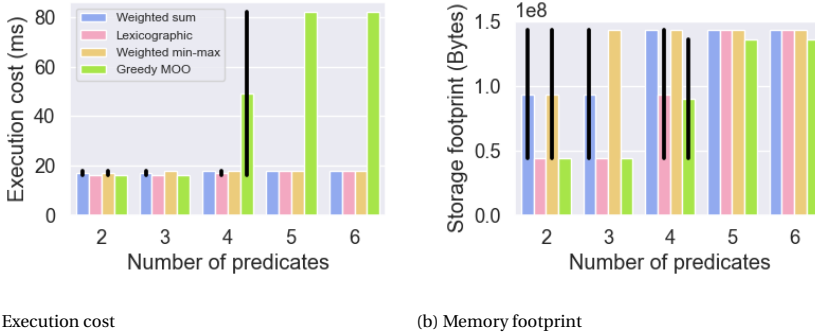 80
60
40
20
0
Execution cost (ms)
Weighted sum
Lexicographic
Weighted min-max
Greedy MOO
2 3 4 5 6
Number of predicates
Execution cost
1e8
1.5
1.0
0.5
0.0
Storage footprint (Bytes)
2 3 4 5 6
Number of predicates
(b) Memory footprint